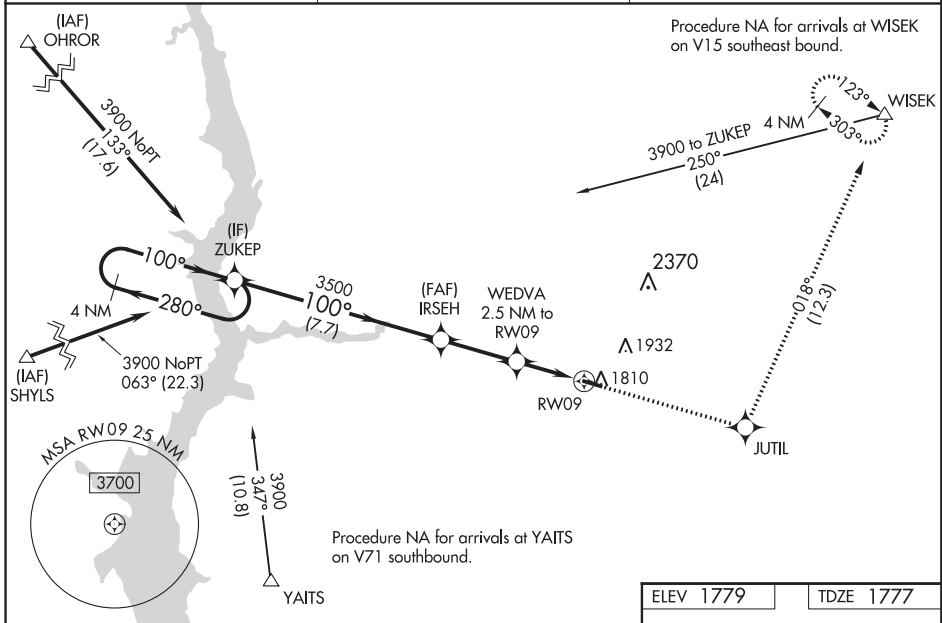 (IAF)
OHROR
3900 NoPT
133°
(17.6)
Procedure NA for arrivals at WISEK
on V15 southeast bound.
123°
303°
4 NM
WISEK
3900 to ZUKEP
250°
(24)
(IF)
ZUKEP
100°
280°
4 NM
3500
100°
(7.7)
(FAF)
IRSEH
WEDVA
2.5 NM to
RW09
2370
1932
1810
RW09
018°
(12.3)
JUTIL
(IAF)
SHYLS
3900 NoPT
063° (22.3)
MSA RW09 25 NM
3700
3900
347°
(10.8)
YAITS
Procedure NA for arrivals at YAITS
on V71 southbound.
ELEV 1779
TDZE 1777